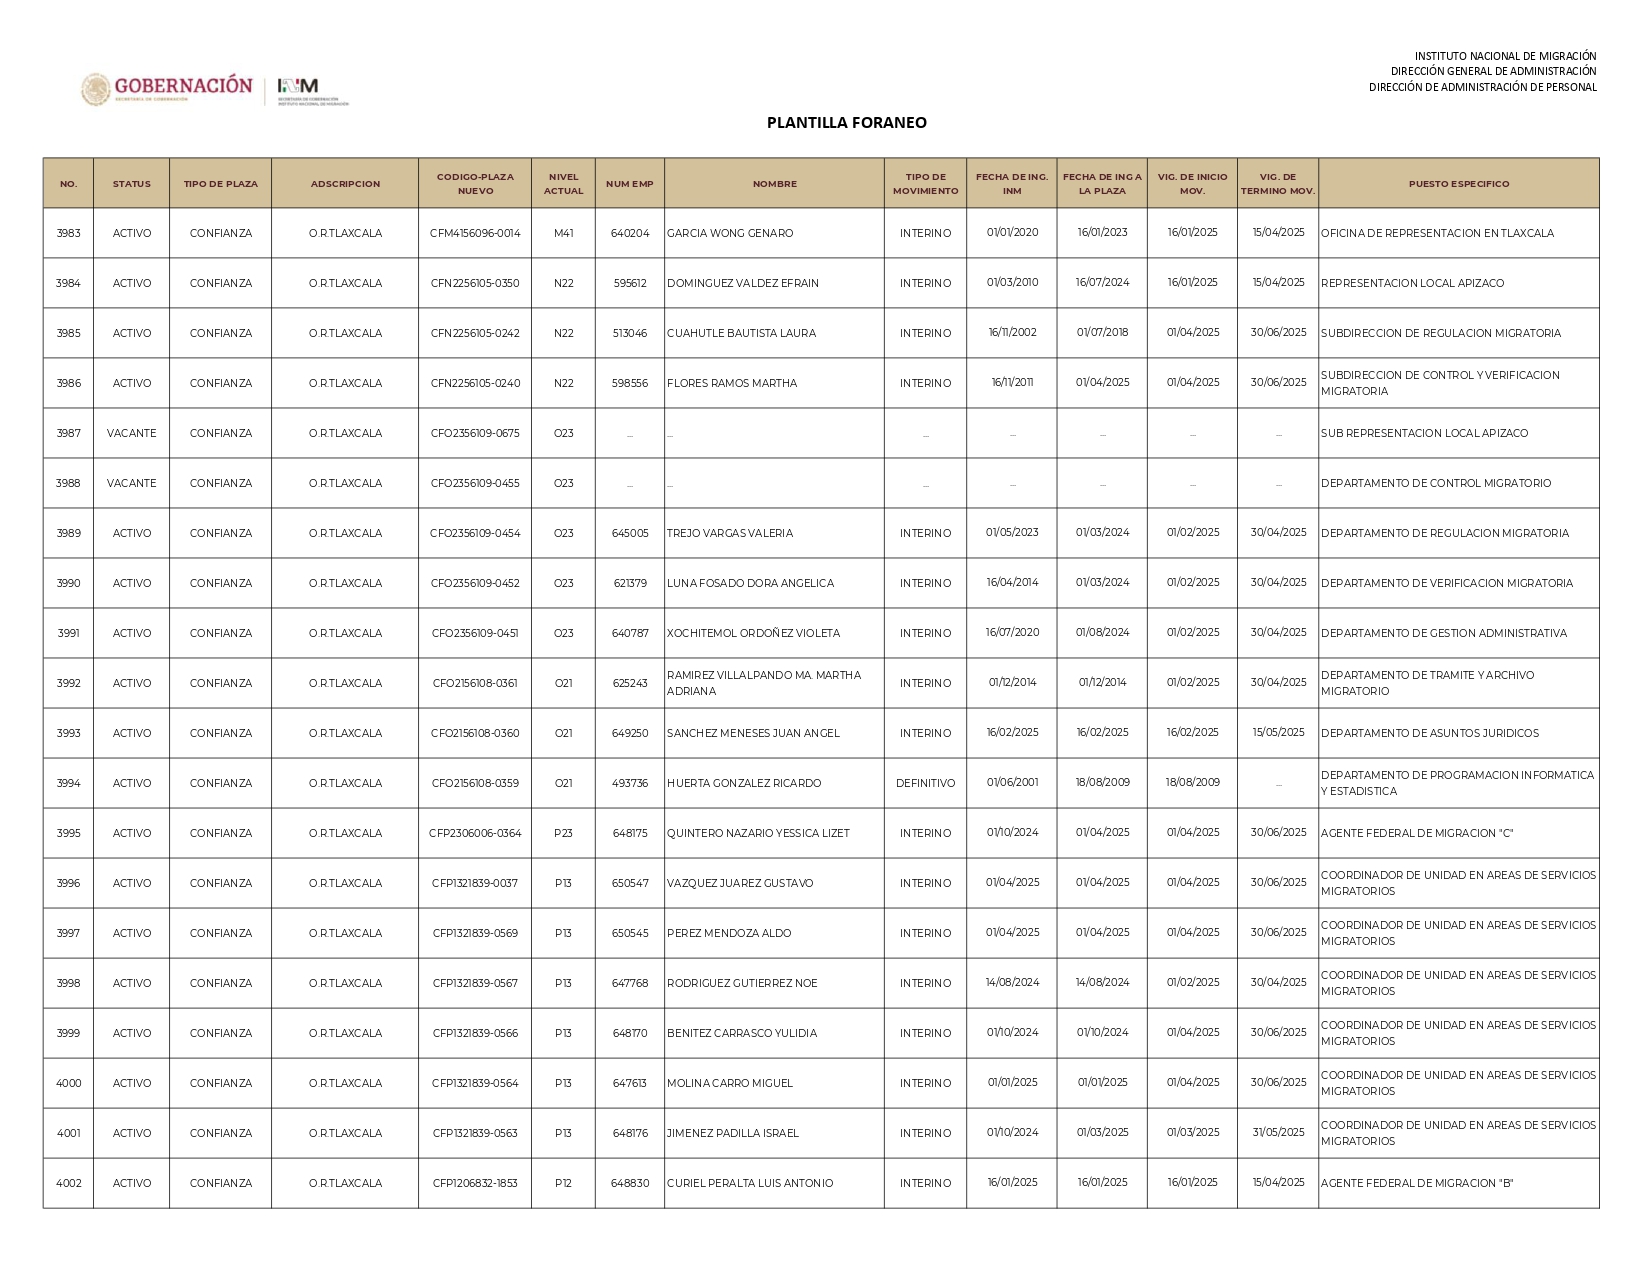 INSTITUTO NACIONAL DE MIGRACIÓN
DIRECCIÓN GENERAL DE ADMINISTRACIÓN
DIRECCIÓN DE ADMINISTRACIÓN DE PERSONAL
GOBERNACIÓN
SECRETARÍA DE GOBERNACIÓN
INM
SECRETARÍA DE GOBERNACIÓN
INSTITUTO NACIONAL DE MIGRACIÓN
PLANTILLA FORANEO
NO. STATUS TIPO DE PLAZA ADSCRIPCION CODIGO-PLAZA NUEVO NIVEL ACTUAL NUM EMP NOMBRE TIPO DE MOVIMIENTO FECHA DE ING. INM FECHA DE ING A LA PLAZA VIG. DE INICIO MOV. VIG. DE TERMINO MOV. PUESTO ESPECIFICO
3983 ACTIVO CONFIANZA O.R.TLAXCALA CFM4156096-0014 M41 640204 GARCIA WONG GENARO INTERINO 01/01/2020 16/01/2023 16/01/2025 15/04/2025 OFICINA DE REPRESENTACION EN TLAXCALA
3984 ACTIVO CONFIANZA O.R.TLAXCALA CFN2256105-0350 N22 595612 DOMINGUEZ VALDEZ EFRAIN INTERINO 01/03/2010 16/07/2024 16/01/2025 15/04/2025 REPRESENTACION LOCAL APIZACO
3985 ACTIVO CONFIANZA O.R.TLAXCALA CFN2256105-0242 N22 513046 CUAHUTLE BAUTISTA LAURA INTERINO 16/11/2002 01/07/2018 01/04/2025 30/06/2025 SUBDIRECCION DE REGULACION MIGRATORIA
3986 ACTIVO CONFIANZA O.R.TLAXCALA CFN2256105-0240 N22 598556 FLORES RAMOS MARTHA INTERINO 16/11/2011 01/04/2025 01/04/2025 30/06/2025 SUBDIRECCION DE CONTROL Y VERIFICACION MIGRATORIA
3987 VACANTE CONFIANZA O.R.TLAXCALA CFO2356109-0675 O23 ... ... ... ... ... ... ... SUB REPRESENTACION LOCAL APIZACO
3988 VACANTE CONFIANZA O.R.TLAXCALA CFO2356109-0455 O23 ... ... ... ... ... ... ... DEPARTAMENTO DE CONTROL MIGRATORIO
3989 ACTIVO CONFIANZA O.R.TLAXCALA CFO2356109-0454 O23 645005 TREJO VARGAS VALERIA INTERINO 01/05/2023 01/03/2024 01/02/2025 30/04/2025 DEPARTAMENTO DE REGULACION MIGRATORIA
3990 ACTIVO CONFIANZA O.R.TLAXCALA CFO2356109-0452 O23 621379 LUNA FOSADO DORA ANGELICA INTERINO 16/04/2014 01/03/2024 01/02/2025 30/04/2025 DEPARTAMENTO DE VERIFICACION MIGRATORIA
3991 ACTIVO CONFIANZA O.R.TLAXCALA CFO2356109-0451 O23 640787 XOCHITEMOL ORDOÑEZ VIOLETA INTERINO 16/07/2020 01/08/2024 01/02/2025 30/04/2025 DEPARTAMENTO DE GESTION ADMINISTRATIVA
3992 ACTIVO CONFIANZA O.R.TLAXCALA CFO2156108-0361 O21 625243 RAMIREZ VILLALPANDO MA. MARTHA ADRIANA INTERINO 01/12/2014 01/12/2014 01/02/2025 30/04/2025 DEPARTAMENTO DE TRAMITE Y ARCHIVO MIGRATORIO
3993 ACTIVO CONFIANZA O.R.TLAXCALA CFO2156108-0360 O21 649250 SANCHEZ MENESES JUAN ANGEL INTERINO 16/02/2025 16/02/2025 16/02/2025 15/05/2025 DEPARTAMENTO DE ASUNTOS JURIDICOS
3994 ACTIVO CONFIANZA O.R.TLAXCALA CFO2156108-0359 O21 493736 HUERTA GONZALEZ RICARDO DEFINITIVO 01/06/2001 18/08/2009 18/08/2009 ... DEPARTAMENTO DE PROGRAMACION INFORMATICA Y ESTADISTICA
3995 ACTIVO CONFIANZA O.R.TLAXCALA CFP2306006-0364 P23 648175 QUINTERO NAZARIO YESSICA LIZET INTERINO 01/10/2024 01/04/2025 01/04/2025 30/06/2025 AGENTE FEDERAL DE MIGRACION "C"
3996 ACTIVO CONFIANZA O.R.TLAXCALA CFP1321839-0037 P13 650547 VAZQUEZ JUAREZ GUSTAVO INTERINO 01/04/2025 01/04/2025 01/04/2025 30/06/2025 COORDINADOR DE UNIDAD EN AREAS DE SERVICIOS MIGRATORIOS
3997 ACTIVO CONFIANZA O.R.TLAXCALA CFP1321839-0569 P13 650545 PEREZ MENDOZA ALDO INTERINO 01/04/2025 01/04/2025 01/04/2025 30/06/2025 COORDINADOR DE UNIDAD EN AREAS DE SERVICIOS MIGRATORIOS
3998 ACTIVO CONFIANZA O.R.TLAXCALA CFP1321839-0567 P13 647768 RODRIGUEZ GUTIERREZ NOE INTERINO 14/08/2024 14/08/2024 01/02/2025 30/04/2025 COORDINADOR DE UNIDAD EN AREAS DE SERVICIOS MIGRATORIOS
3999 ACTIVO CONFIANZA O.R.TLAXCALA CFP1321839-0566 P13 648170 BENITEZ CARRASCO YULIDIA INTERINO 01/10/2024 01/10/2024 01/04/2025 30/06/2025 COORDINADOR DE UNIDAD EN AREAS DE SERVICIOS MIGRATORIOS
4000 ACTIVO CONFIANZA O.R.TLAXCALA CFP1321839-0564 P13 647613 MOLINA CARRO MIGUEL INTERINO 01/01/2025 01/01/2025 01/04/2025 30/06/2025 COORDINADOR DE UNIDAD EN AREAS DE SERVICIOS MIGRATORIOS
4001 ACTIVO CONFIANZA O.R.TLAXCALA CFP1321839-0563 P13 648176 JIMENEZ PADILLA ISRAEL INTERINO 01/10/2024 01/03/2025 01/03/2025 31/05/2025 COORDINADOR DE UNIDAD EN AREAS DE SERVICIOS MIGRATORIOS
4002 ACTIVO CONFIANZA O.R.TLAXCALA CFP1206832-1853 P12 648830 CURIEL PERALTA LUIS ANTONIO INTERINO 16/01/2025 16/01/2025 16/01/2025 15/04/2025 AGENTE FEDERAL DE MIGRACION "B"